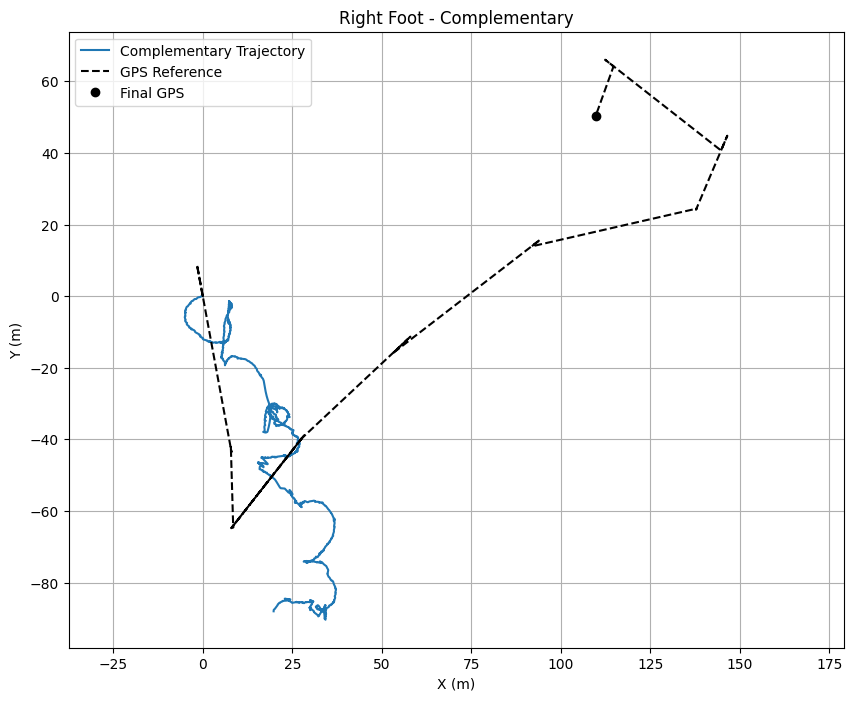 Right Foot - Complementary
Complementary Trajectory
GPS Reference
Final GPS
60
40
20
0
−20
−40
−60
−80
Y (m)
−25
0
25
50
75
100
125
150
175
X (m)